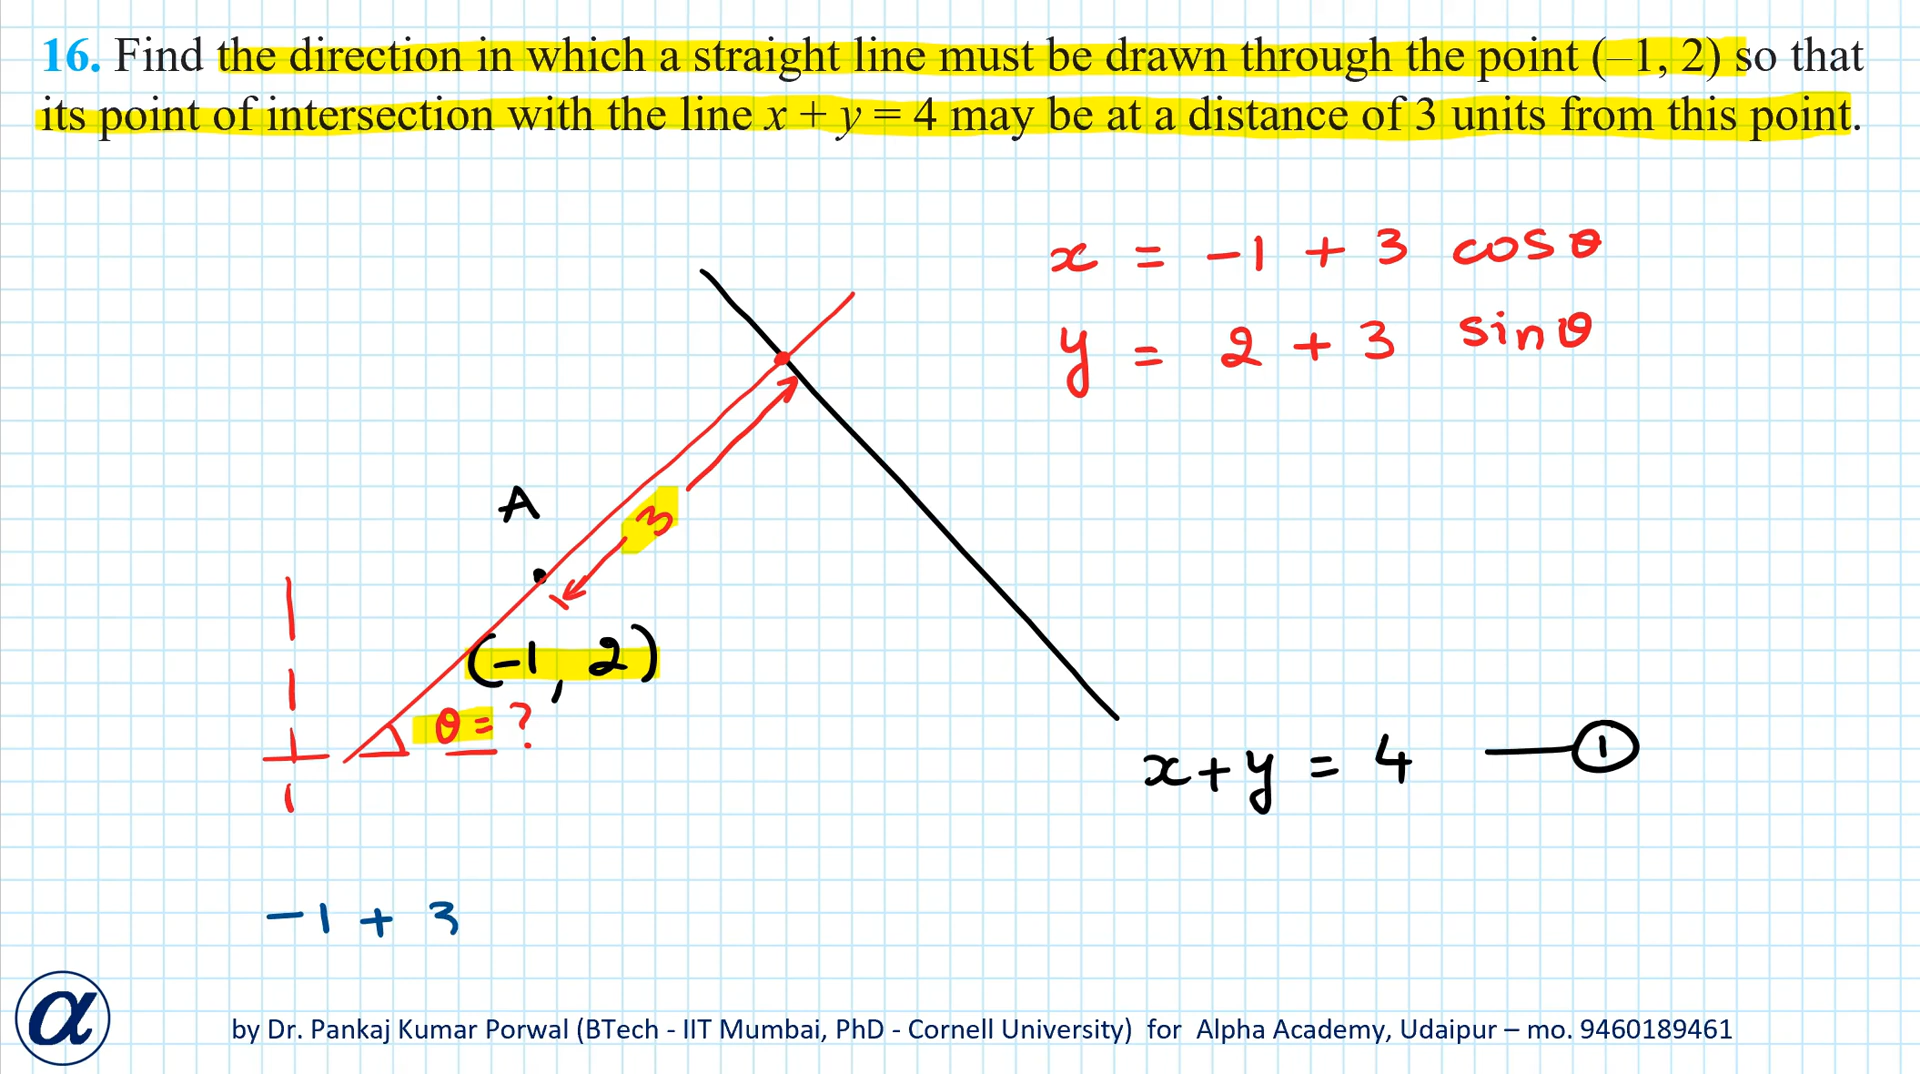 16. Find the direction in which a straight line must be drawn through the point (–1, 2) so that
its point of intersection with the line x + y = 4 may be at a distance of 3 units from this point.
x = -1 + 3 cosθ
y = 2 + 3 sinθ
A
3
(-1, 2)
θ = ?
x+y = 4 — 1
-1 + 3
α
by Dr. Pankaj Kumar Porwal (BTech - IIT Mumbai, PhD - Cornell University) for Alpha Academy, Udaipur – mo. 9460189461